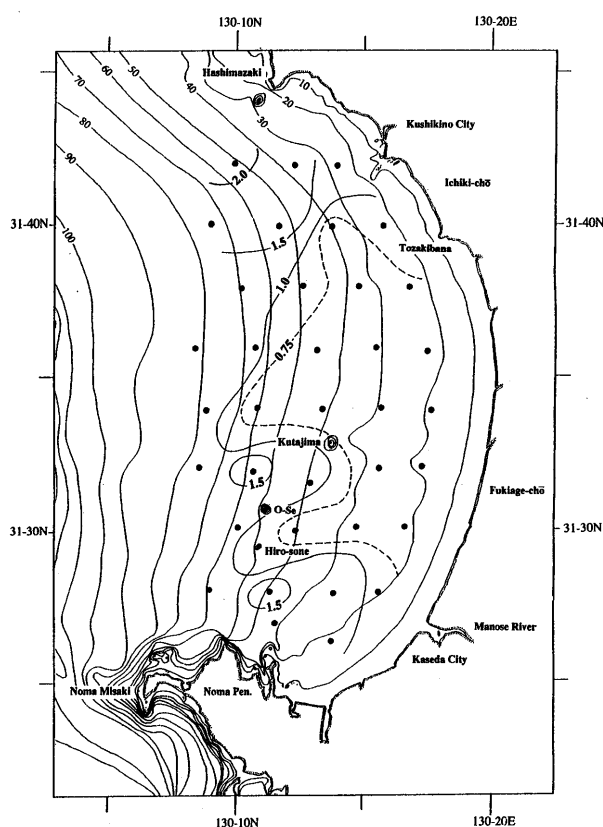 130-10E
130-20E
Hashimazaki
10
20
30
40
50
60
70
80
90
100
Kushikino City
Ichiki-chō
2.0
31-40N
31-40N
1.5
Tozakibana
1.0
0.75
Kutajima
1.5
O-Se
Fukiage-chō
31-30N
31-30N
Hiro-sone
1.5
Manose River
Kaseda City
Noma Misaki
Noma Pen.
130-10E
130-20E